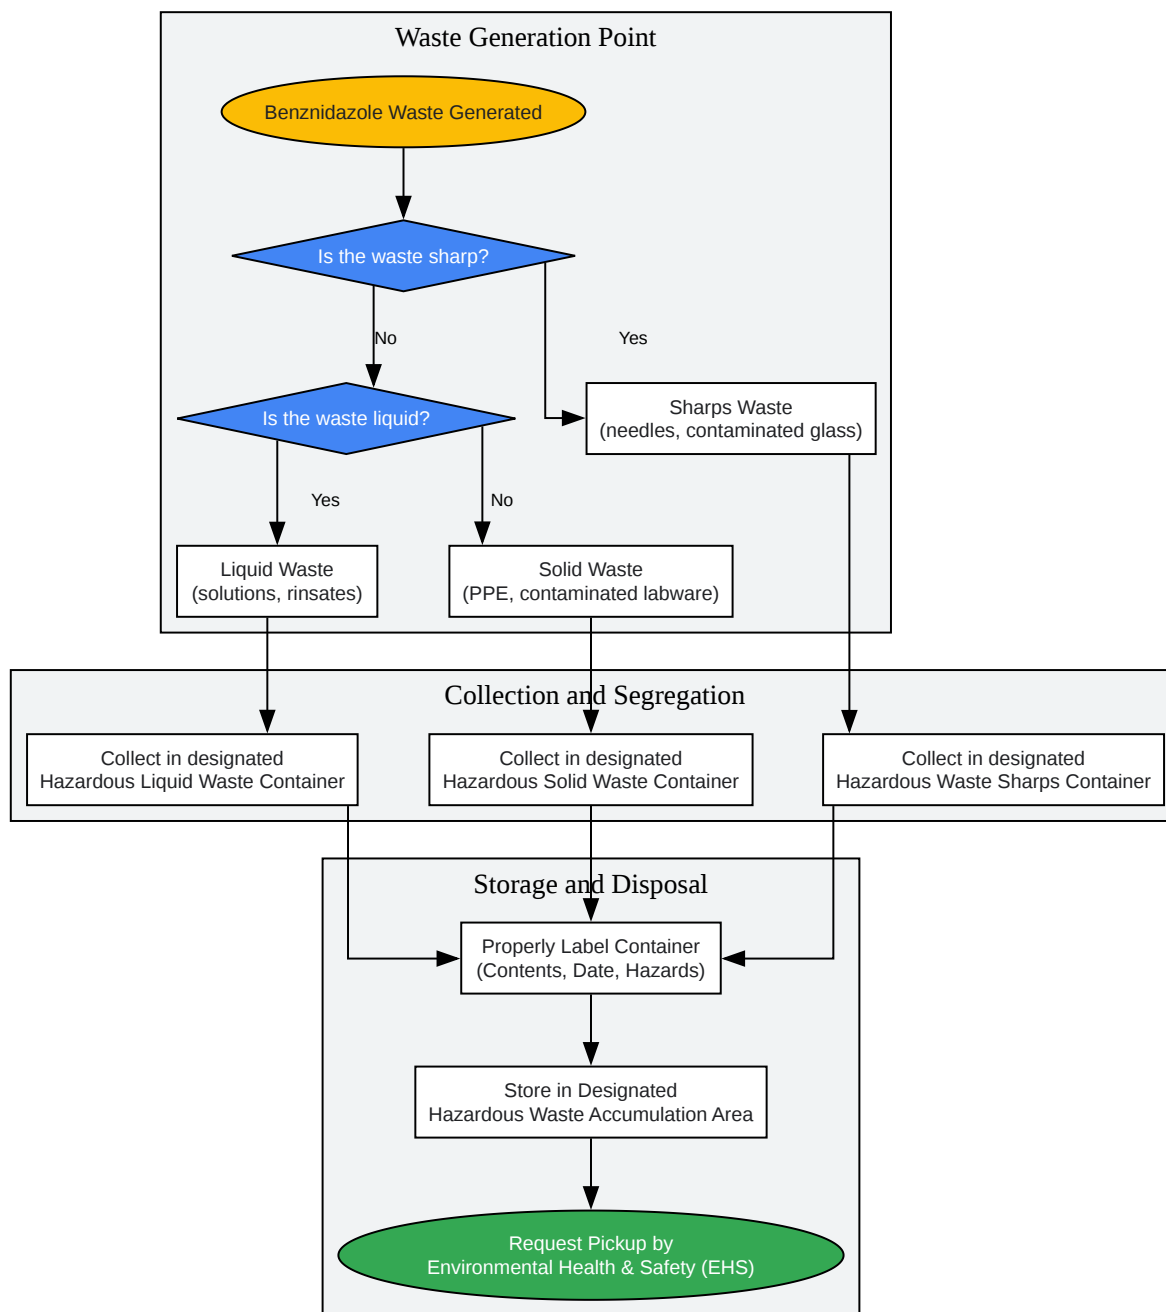 Waste Generation Point
Benznidazole Waste Generated
Is the waste sharp?
No
Yes
Is the waste liquid?
Sharps Waste
(needles, contaminated glass)
Yes
No
Liquid Waste
(solutions, rinsates)
Solid Waste
(PPE, contaminated labware)
Collection and Segregation
Collect in designated
Hazardous Liquid Waste Container
Collect in designated
Hazardous Solid Waste Container
Collect in designated
Hazardous Waste Sharps Container
Storage and Disposal
Properly Label Container
(Contents, Date, Hazards)
Store in Designated
Hazardous Waste Accumulation Area
Request Pickup by
Environmental Health & Safety (EHS)